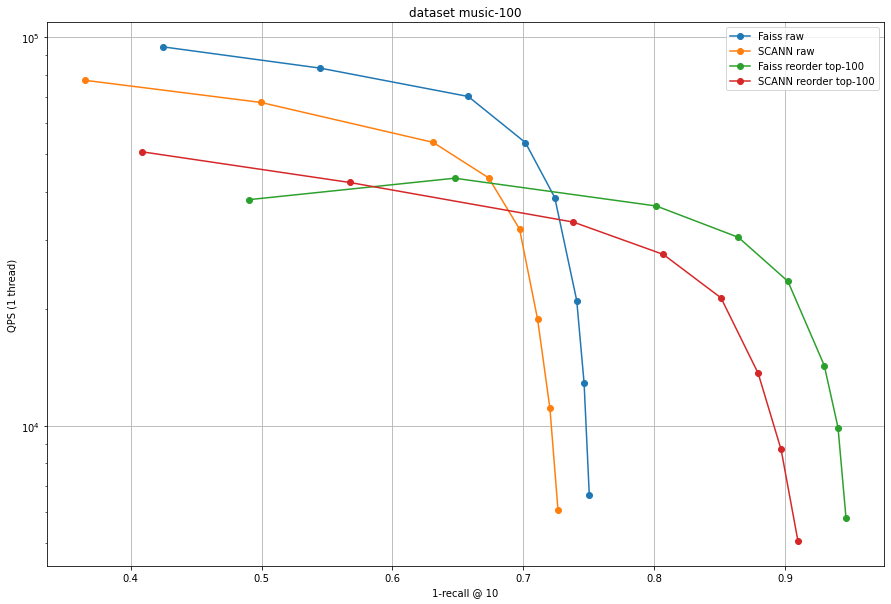 dataset music-100
10^5
10^4
QPS (1 thread)
Faiss raw
SCANN raw
Faiss reorder top-100
SCANN reorder top-100
0.4 0.5 0.6 0.7 0.8 0.9
1-recall @ 10